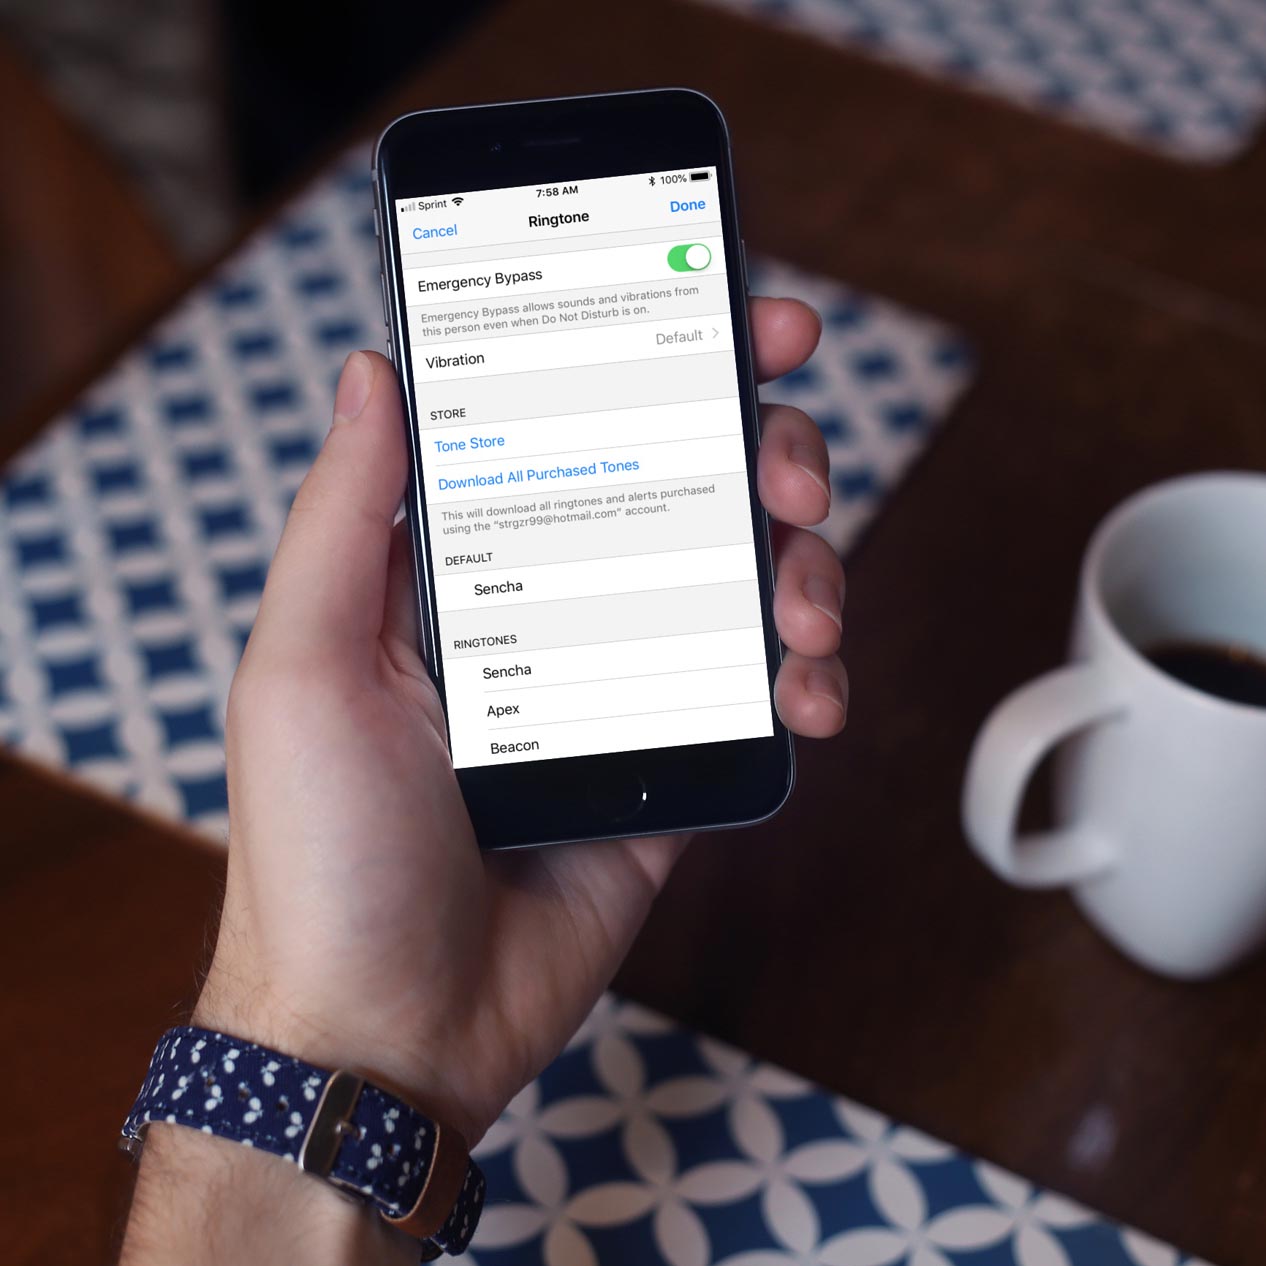 Sprint 7:58 AM 100%
Cancel Ringtone Done
Emergency Bypass
Emergency Bypass allows sounds and vibrations from
this person even when Do Not Disturb is on.
Vibration Default
STORE
Tone Store
Download All Purchased Tones
This will download all ringtones and alerts purchased
using the “strgzr99@hotmail.com” account.
DEFAULT
Sencha
RINGTONES
Sencha
Apex
Beacon